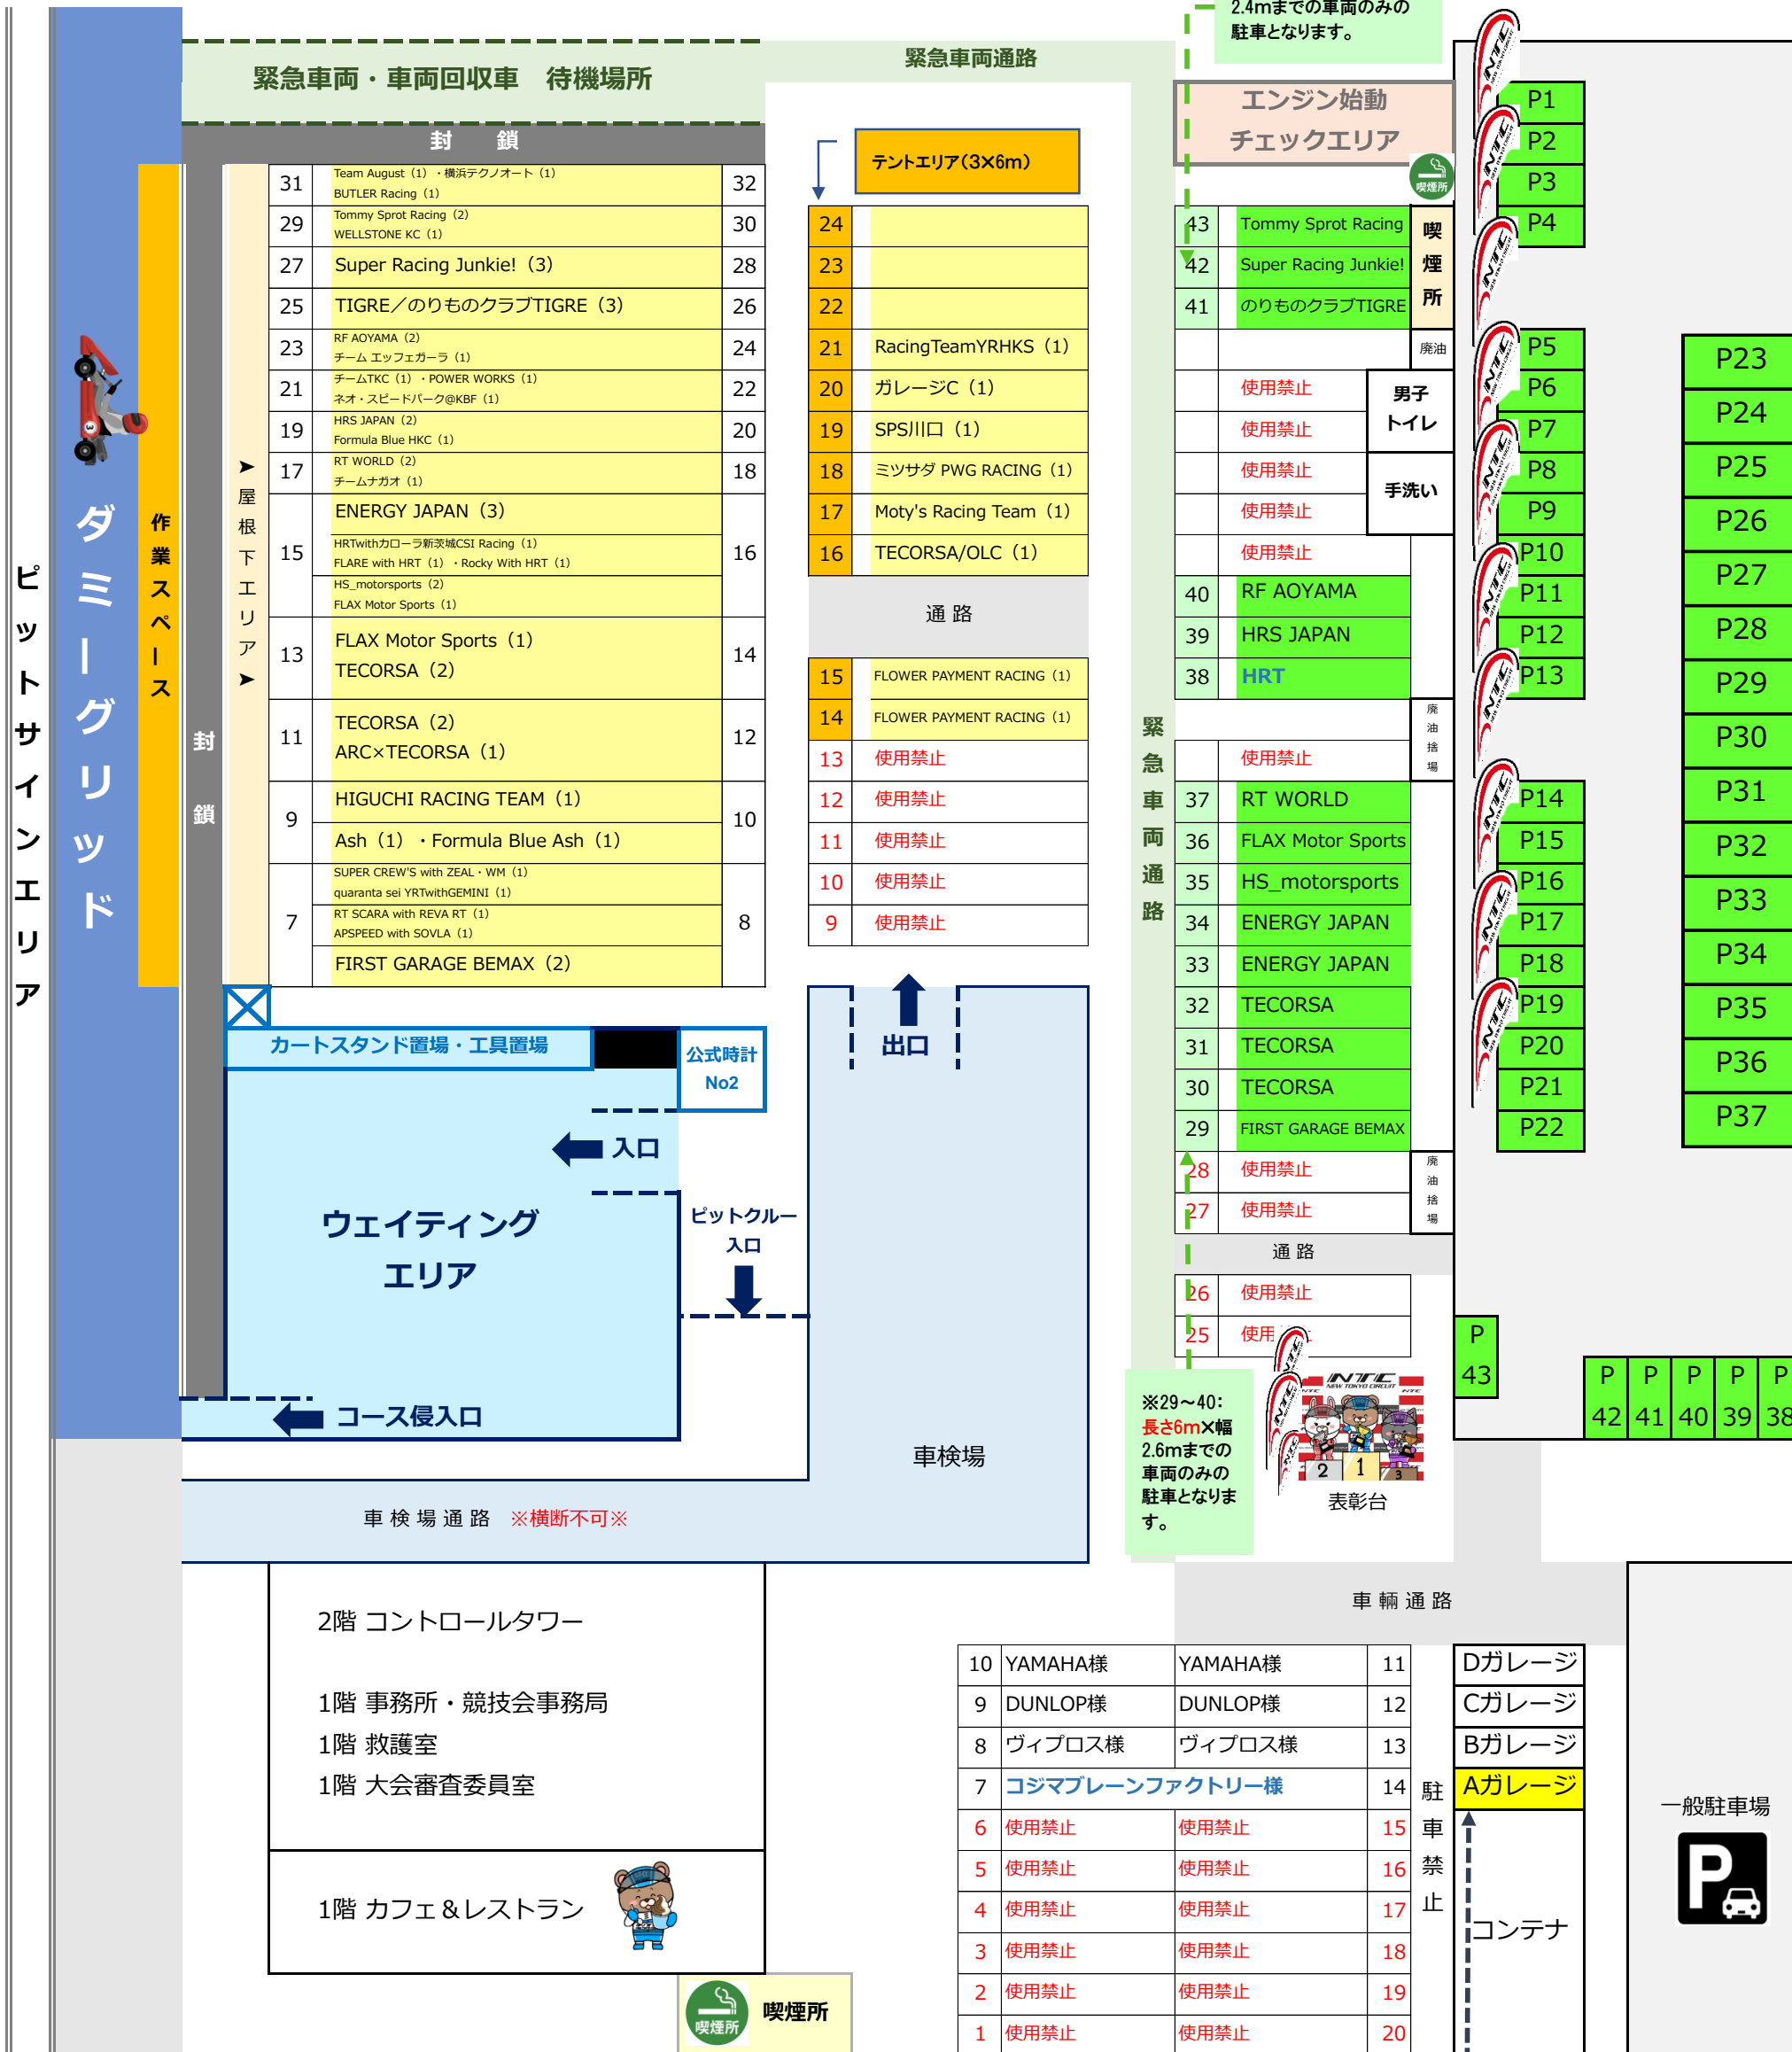 2.4mまでの車両のみの
駐車となります。
緊急車両・車両回収車　待機場所
緊急車両通路
封　鎖
エンジン始動
チェックエリア
喫煙所
テントエリア(3×6m)
31
Team August（1）・横浜テクノオート（1）
BUTLER Racing（1）
32
29
Tommy Sprot Racing（2）
WELLSTONE KC（1）
30
27 Super Racing Junkie!（3） 28
25 TIGRE／のりものクラブTIGRE（3） 26
23
RF AOYAMA（2）
チーム エッフェガーラ（1）
24
21
チームTKC（1）・POWER WORKS（1）
ネオ・スピードパーク@KBF（1）
22
19
HRS JAPAN（2）
Formula Blue HKC（1）
20
17
RT WORLD（2）
チームナガオ（1）
18
15
ENERGY JAPAN（3）
HRTwithカローラ新茨城CSI Racing（1）
FLARE with HRT（1）・Rocky With HRT（1）
HS_motorsports（2）
FLAX Motor Sports（1）
16
13
FLAX Motor Sports（1）
TECORSA（2）
14
11
TECORSA（2）
ARC×TECORSA（1）
12
9
HIGUCHI RACING TEAM（1）
Ash（1）・Formula Blue Ash（1）
10
7
SUPER CREW'S with ZEAL・WM（1）
quaranta sei YRTwithGEMINI（1）
RT SCARA with REVA RT（1）
APSPEED with SOVLA（1）
FIRST GARAGE BEMAX（2）
8
ピットサインエリア
ダミーグリッド
作業スペース
封鎖
➤屋根下エリア➤
24
23
22
21 RacingTeamYRHKS（1）
20 ガレージC（1）
19 SPS川口（1）
18 ミツサダ PWG RACING（1）
17 Moty's Racing Team（1）
16 TECORSA/OLC（1）
通 路
15 FLOWER PAYMENT RACING（1）
14 FLOWER PAYMENT RACING（1）
13 使用禁止
12 使用禁止
11 使用禁止
10 使用禁止
9 使用禁止
緊急車両通路
43 Tommy Sprot Racing
42 Super Racing Junkie!
41 のりものクラブTIGRE
喫煙所
廃油
使用禁止
使用禁止
使用禁止
使用禁止
使用禁止
男子
トイレ
手洗い
40 RF AOYAMA
39 HRS JAPAN
38 HRT
廃油捨場
使用禁止
37 RT WORLD
36 FLAX Motor Sports
35 HS_motorsports
34 ENERGY JAPAN
33 ENERGY JAPAN
32 TECORSA
31 TECORSA
30 TECORSA
29 FIRST GARAGE BEMAX
28 使用禁止
27 使用禁止
廃油捨場
通 路
26 使用禁止
25 使用
P1
P2
P3
P4
P5
P6
P7
P8
P9
P10
P11
P12
P13
P14
P15
P16
P17
P18
P19
P20
P21
P22
P23
P24
P25
P26
P27
P28
P29
P30
P31
P32
P33
P34
P35
P36
P37
P
43
P P P P P
42 41 40 39 38
カートスタンド置場・工具置場
公式時計
No2
出口
入口
ウェイティング
エリア
ピットクルー
入口
コース侵入口
車検場
車 検 場 通 路　※横断不可※
※29～40:
長さ6m×幅
2.6mまでの
車両のみの
駐車となりま
す。
NTC
NEW TOKYO CIRCUIT
2 1 3
表彰台
車 輌 通 路
2階 コントロールタワー
1階 事務所・競技会事務局
1階 救護室
1階 大会審査委員室
1階 カフェ＆レストラン
喫煙所
喫煙所
10 YAMAHA様 YAMAHA様 11
9 DUNLOP様 DUNLOP様 12
8 ヴィプロス様 ヴィプロス様 13
7 コジマブレーンファクトリー様 14
6 使用禁止 使用禁止 15
5 使用禁止 使用禁止 16
4 使用禁止 使用禁止 17
3 使用禁止 使用禁止 18
2 使用禁止 使用禁止 19
1 使用禁止 使用禁止 20
駐車禁止
Dガレージ
Cガレージ
Bガレージ
Aガレージ
コンテナ
一般駐車場
P